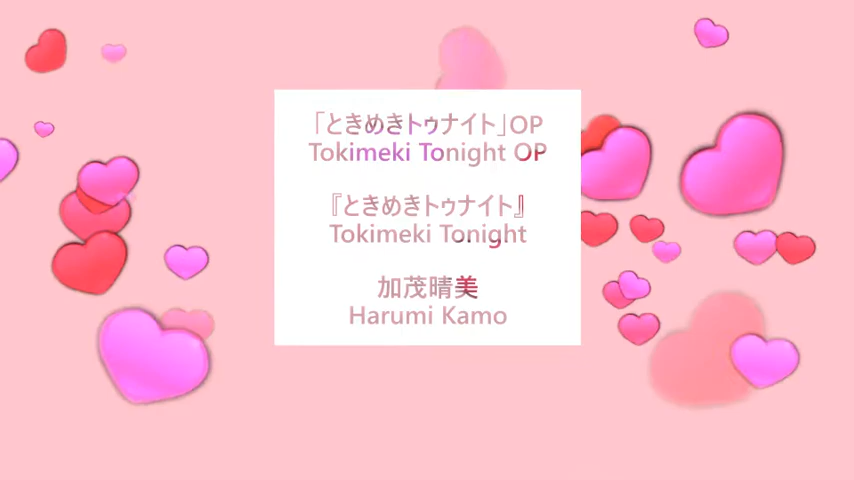 「ときめきトゥナイト」OP
Tokimeki Tonight OP
『ときめきトゥナイト』
Tokimeki Tonight
加茂晴美
Harumi Kamo